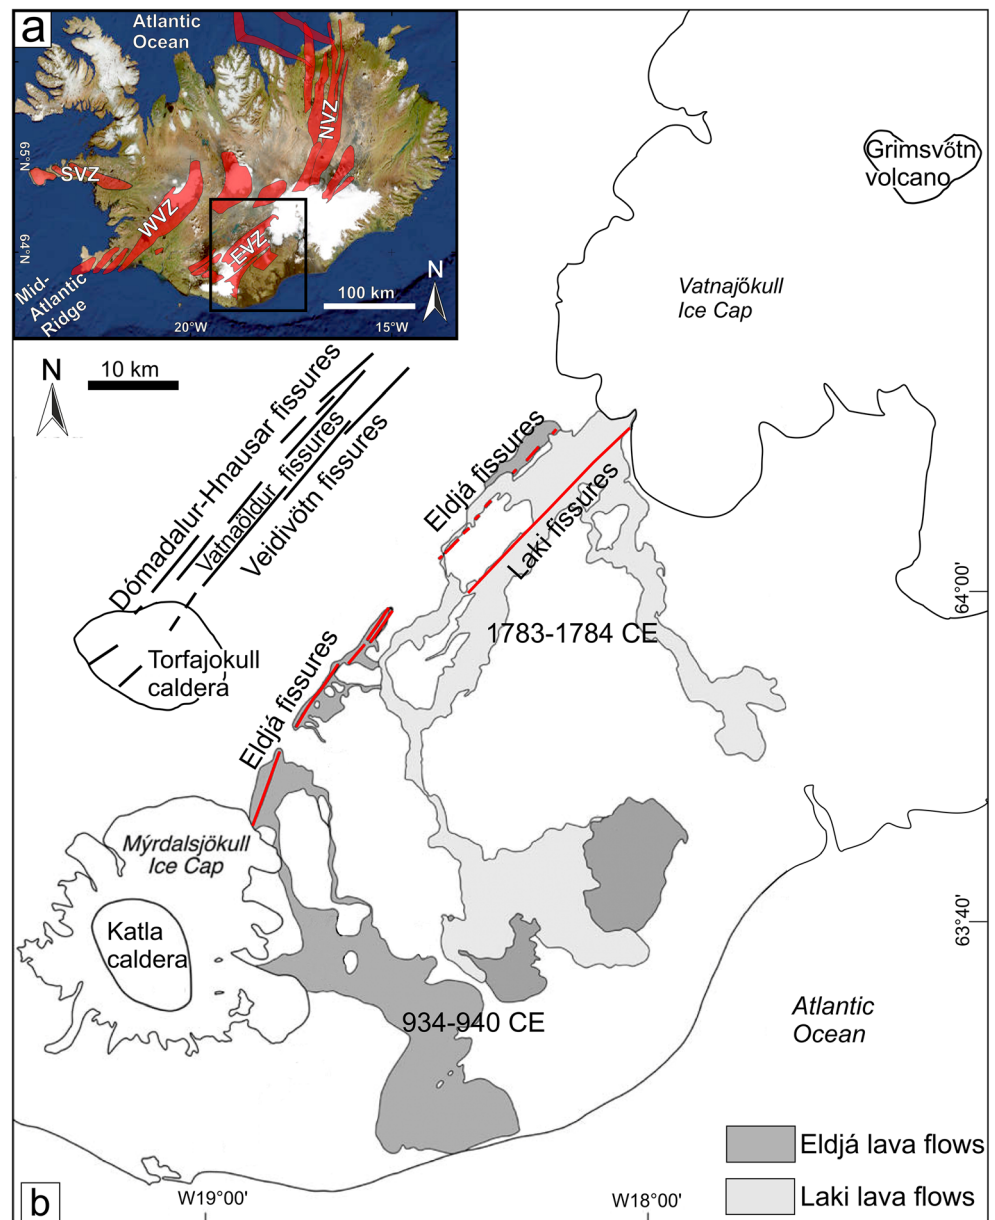 a
Atlantic
Ocean
NVZ
65°N
SVZ
WVZ
EVZ
64°N
Mid-
Atlantic
Ridge
N
100 km
20°W
15°W
Grimsvőtn
volcano
Vatnajőkull
Ice Cap
N
10 km
Dómadalur-Hnausar fissures
Vatnaöldur fissures
Veidivötn fissures
Eldjá fissures
Laki fissures
64°00'
1783-1784 CE
Torfajokull
caldera
Eldjá fissures
Mýrdalsjökull
Ice Cap
63°40'
Katla
caldera
934-940 CE
Atlantic
Ocean
Eldjá lava flows
Laki lava flows
b
W19°00'
W18°00'